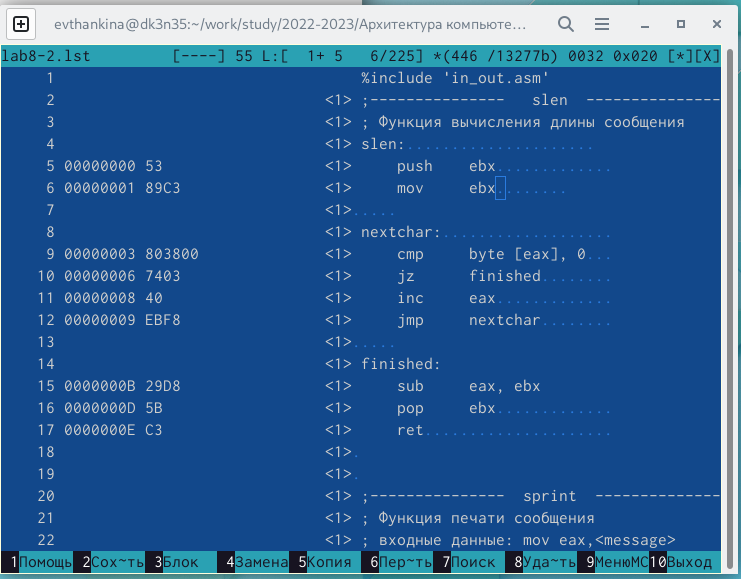 evthankina@dk3n35:~/work/study/2022-2023/Архитектура компьюте...
lab8-2.lst [----] 55 L:[ 1+ 5 6/225] *(446 /13277b) 0032 0x020 [*][X]
1 %include 'in_out.asm'
2 <1> ;--------------- slen ---------------
3 <1> ; Функция вычисления длины сообщения
4 <1> slen:.....................
5 00000000 53 <1> push ebx.............
6 00000001 89C3 <1> mov ebx........
7 <1>.....
8 <1> nextchar:...................
9 00000003 803800 <1> cmp byte [eax], 0...
10 00000006 7403 <1> jz finished........
11 00000008 40 <1> inc eax.............
12 00000009 EBF8 <1> jmp nextchar........
13 <1>.....
14 <1> finished:
15 0000000B 29D8 <1> sub eax, ebx
16 0000000D 5B <1> pop ebx.............
17 0000000E C3 <1> ret.....................
18 <1>.
19 <1>.
20 <1> ;--------------- sprint --------------
21 <1> ; Функция печати сообщения
22 <1> ; входные данные: mov eax,<message>
1Помощь 2Сох~ть 3Блок 4Замена 5Копия 6Пер~ть 7Поиск 8Уда~ть 9МенюMC 10Выход